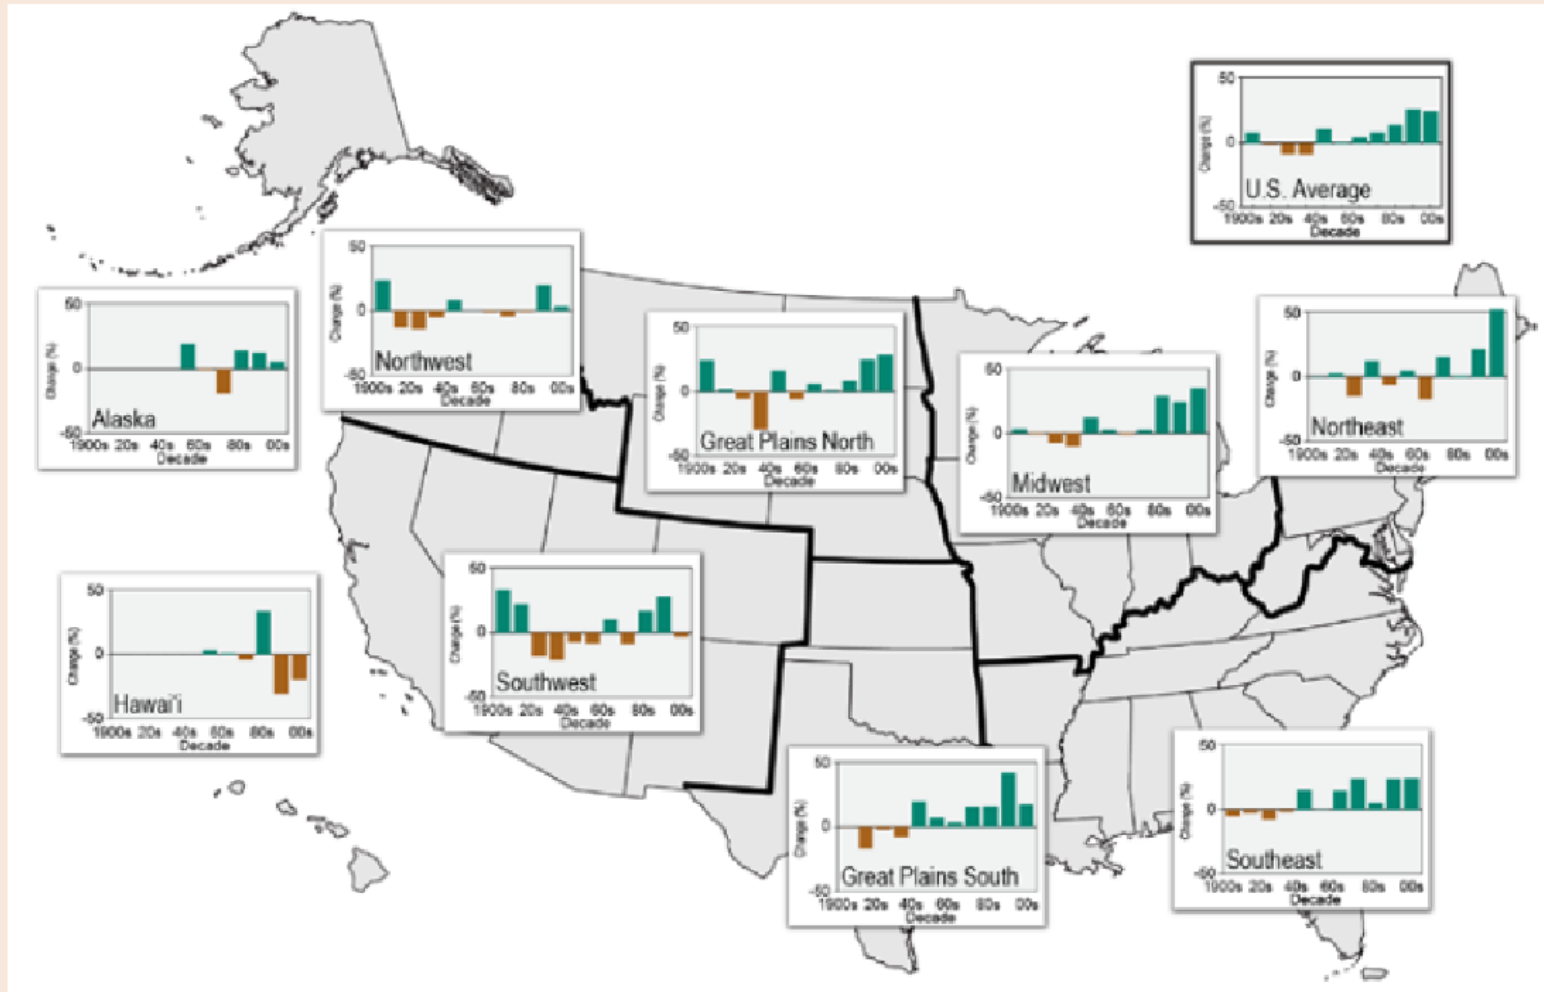 50
Change (%)
0
U.S. Average
-50
1900s 20s 40s 60s 80s 00s
Decade
50
Change (%)
0
Northwest
-50
1900s 20s 40s 60s 80s 00s
Decade
50
Change (%)
0
Alaska
-50
1900s 20s 40s 60s 80s 00s
Decade
50
Change (%)
0
Great Plains North
-50
1900s 20s 40s 60s 80s 00s
Decade
50
Change (%)
0
Midwest
-50
1900s 20s 40s 60s 80s 00s
Decade
50
Change (%)
0
Northeast
-50
1900s 20s 40s 60s 80s 00s
Decade
50
Change (%)
0
Hawai'i
-50
1900s 20s 40s 60s 80s 00s
Decade
50
Change (%)
0
Southwest
-50
1900s 20s 40s 60s 80s 00s
Decade
50
Change (%)
0
Great Plains South
-50
1900s 20s 40s 60s 80s 00s
Decade
50
Change (%)
0
Southeast
-50
1900s 20s 40s 60s 80s 00s
Decade